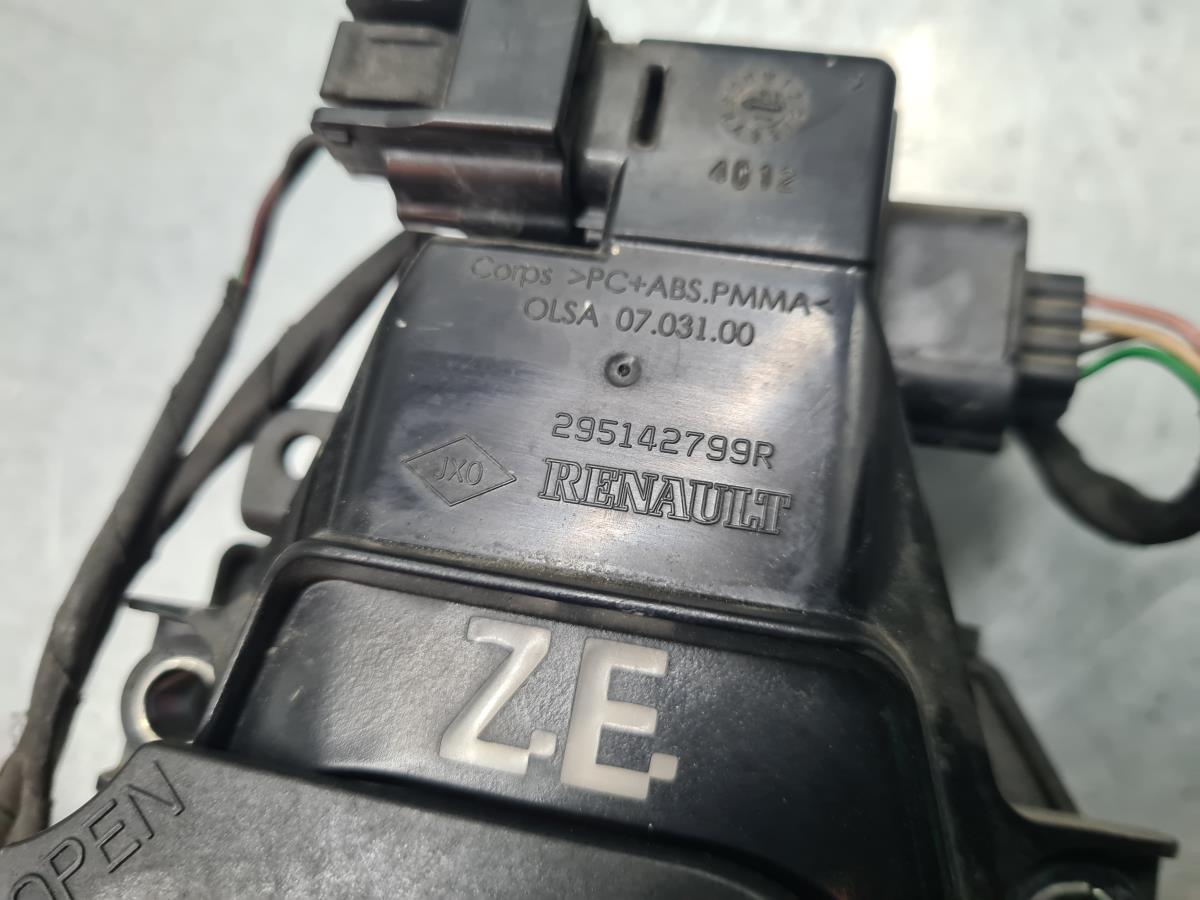 4C12
Corps >PC+ABS.PMMA<
OLSA 07.031.00
295142799R
JXO
RENAULT
Z.E.
OPEN